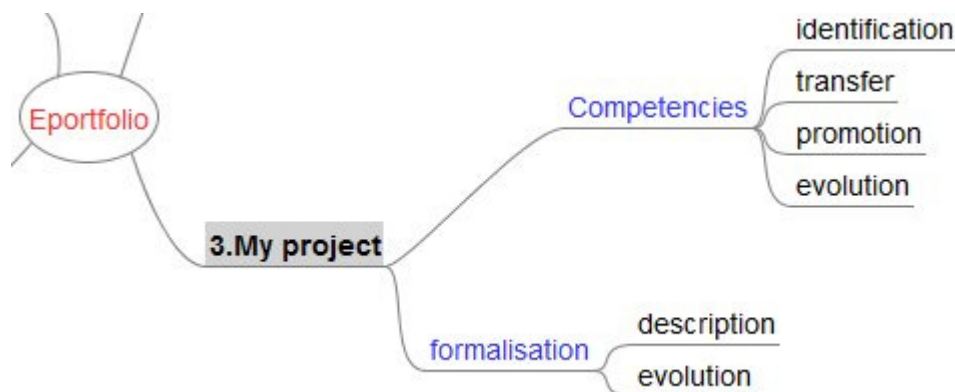 Eportfolio
3.My project
Competencies
identification
transfer
promotion
evolution
formalisation
description
evolution